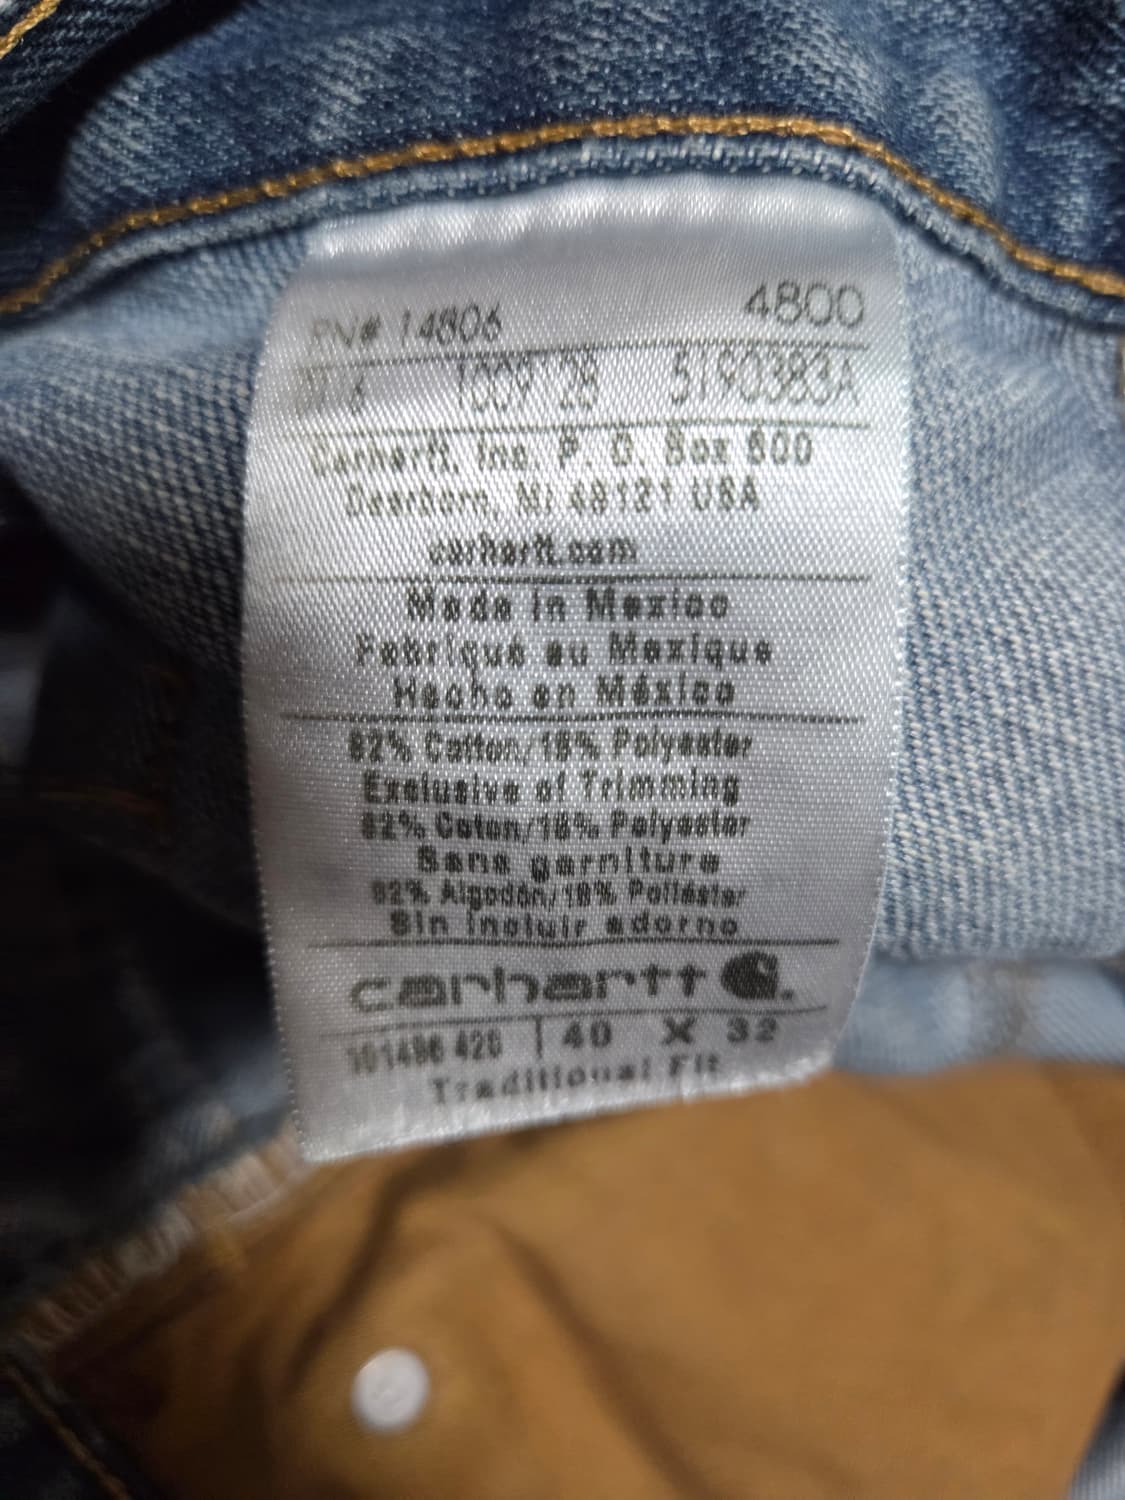 RN# 14806 4800
0116 1009 28 5190383A
Carhartt, Inc. P. O. Box 600
Dearborn, MI 48121 USA
carhartt.com
Made in Mexico
Fabriqué au Mexique
Hecho en México
82% Cotton/18% Polyester
Exclusive of Trimming
82% Coton/18% Polyester
Sans garniture
82% Algodón/18% Poliéster
Sin incluir adorno
carhartt
101496 420 | 40 X 32
Traditional Fit